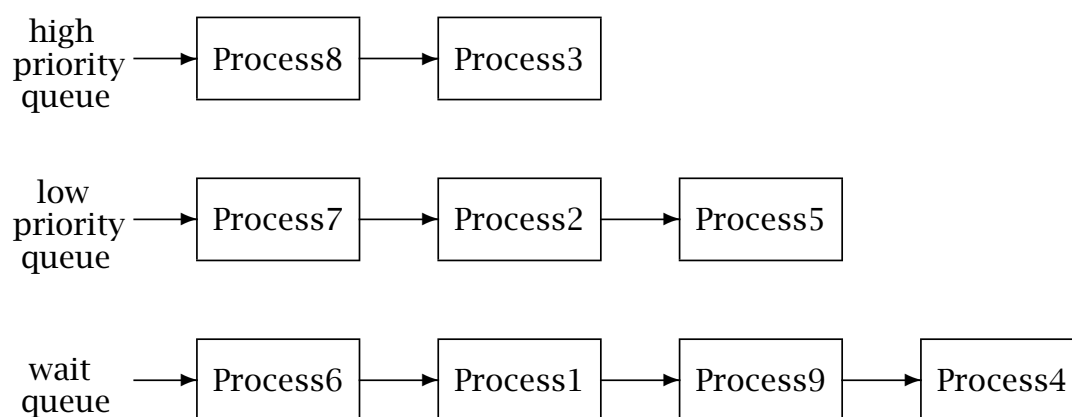 high
priority
queue
Process8
Process3
low
priority
queue
Process7
Process2
Process5
wait
queue
Process6
Process1
Process9
Process4